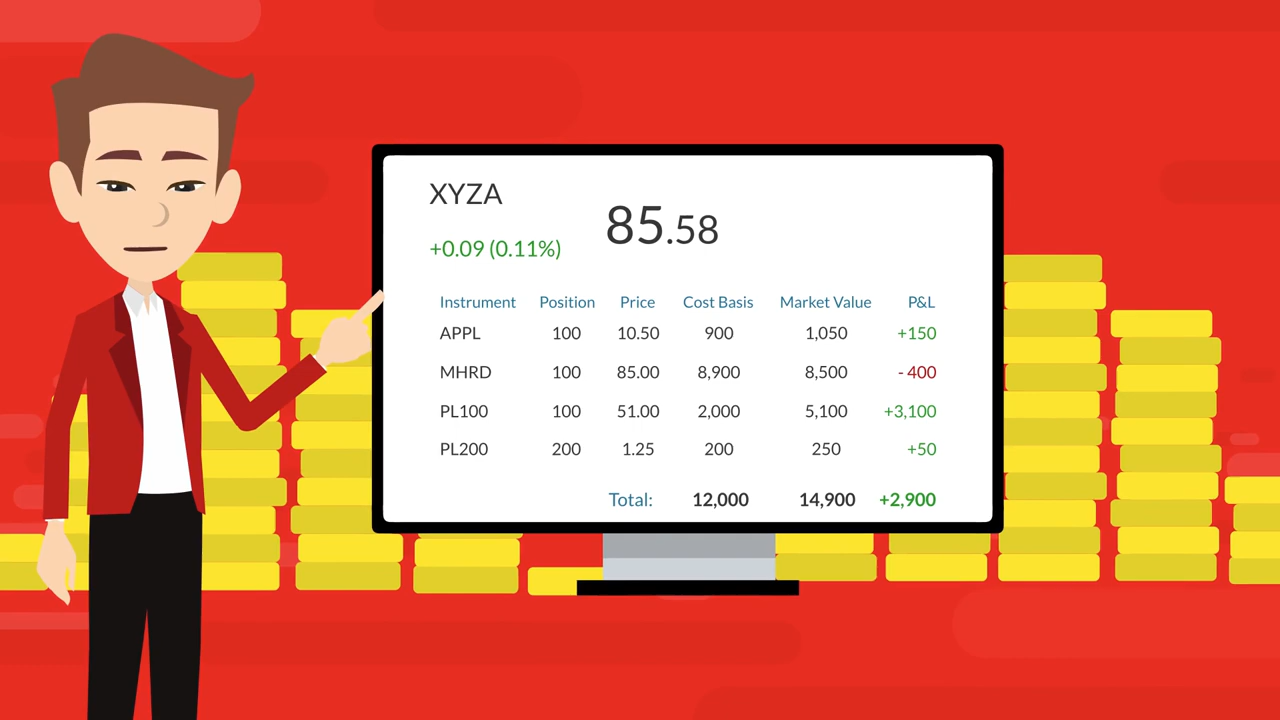 XYZA
85.58
+0.09 (0.11%)
Instrument Position Price Cost Basis Market Value P&L
APPL 100 10.50 900 1,050 +150
MHRD 100 85.00 8,900 8,500 - 400
PL100 100 51.00 2,000 5,100 +3,100
PL200 200 1.25 200 250 +50
Total: 12,000 14,900 +2,900